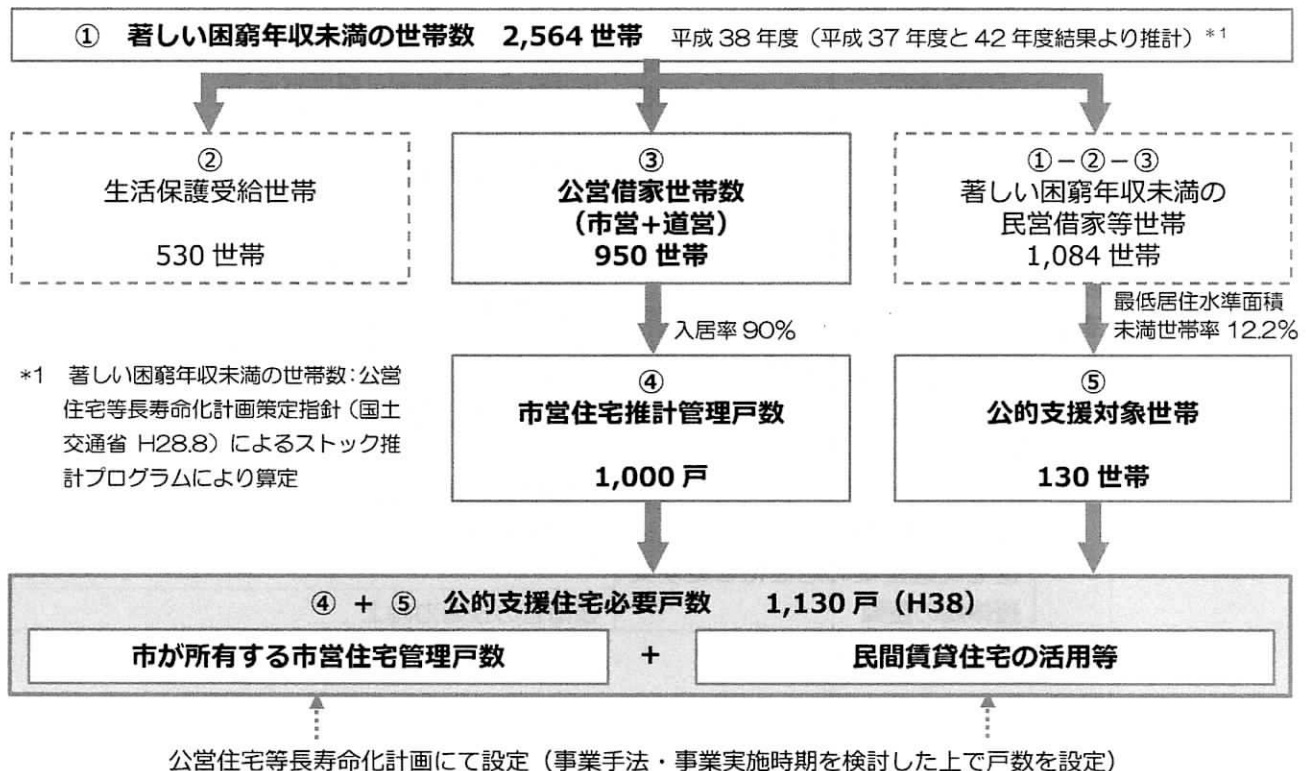 ① 著しい困窮年収未満の世帯数 2,564 世帯 平成 38 年度（平成 37 年度と 42 年度結果より推計）*1
②
生活保護受給世帯
530 世帯
③
公営借家世帯数
（市営＋道営）
950 世帯
①－②－③
著しい困窮年収未満の
民営借家等世帯
1,084 世帯
入居率 90%
最低居住水準面積
未満世帯率 12.2%
*1 著しい困窮年収未満の世帯数：公営
住宅等長寿命化計画策定指針（国土
交通省 H28.8）によるストック推
計プログラムにより算定
④
市営住宅推計管理戸数
1,000 戸
⑤
公的支援対象世帯
130 世帯
④ ＋ ⑤ 公的支援住宅必要戸数 1,130 戸（H38）
市が所有する市営住宅管理戸数 ＋ 民間賃貸住宅の活用等
公営住宅等長寿命化計画にて設定（事業手法・事業実施時期を検討した上で戸数を設定）